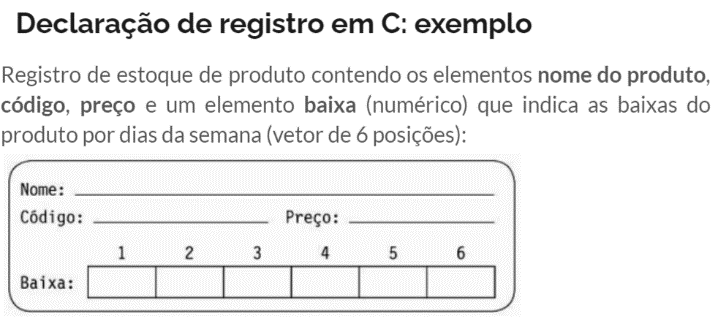 Declaração de registro em C: exemplo
Registro de estoque de produto contendo os elementos nome do produto,
código, preço e um elemento baixa (numérico) que indica as baixas do
produto por dias da semana (vetor de 6 posições):
Nome:
Código: Preço:
1 2 3 4 5 6
Baixa: